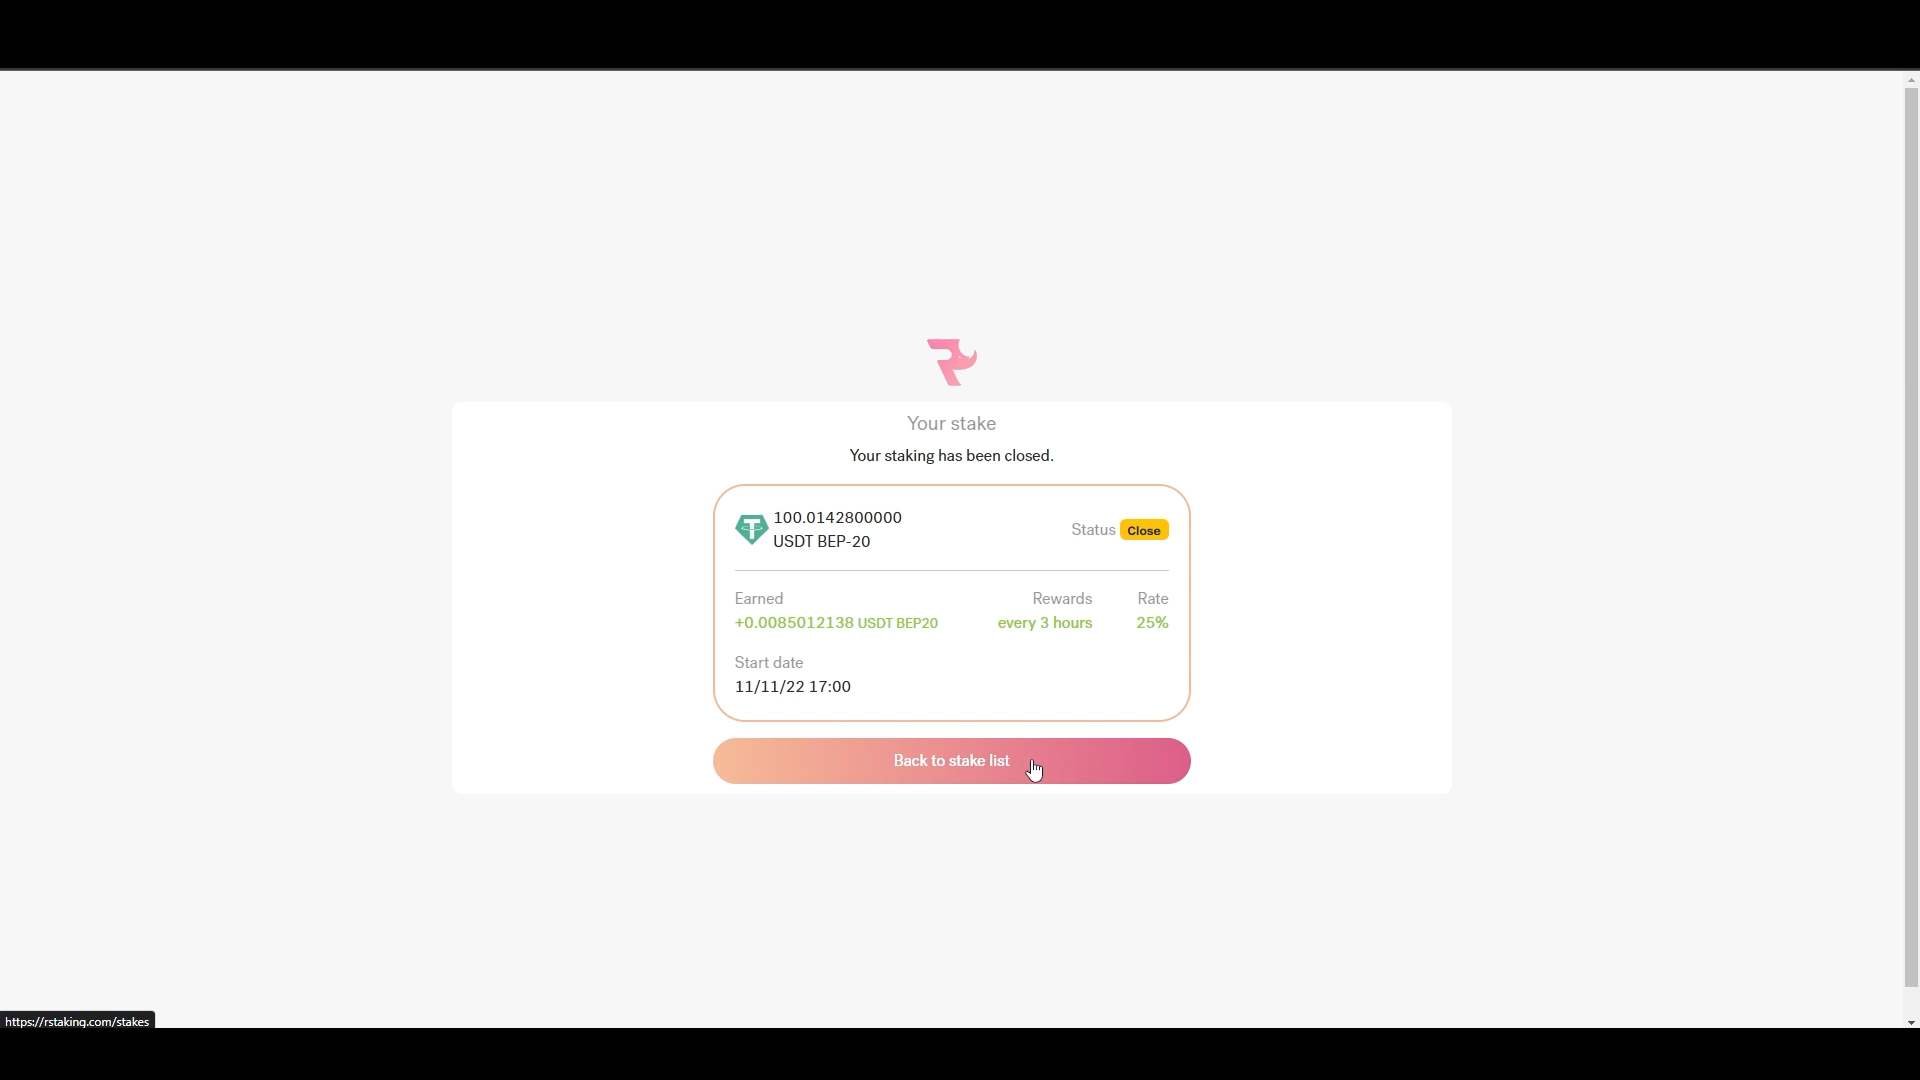 Your stake
Your staking has been closed.
100.0142800000
USDT BEP-20
Status Close
Earned Rewards Rate
+0.0085012138 USDT BEP20 every 3 hours 25%
Start date
11/11/22 17:00
Back to stake list
https://rstaking.com/stakes